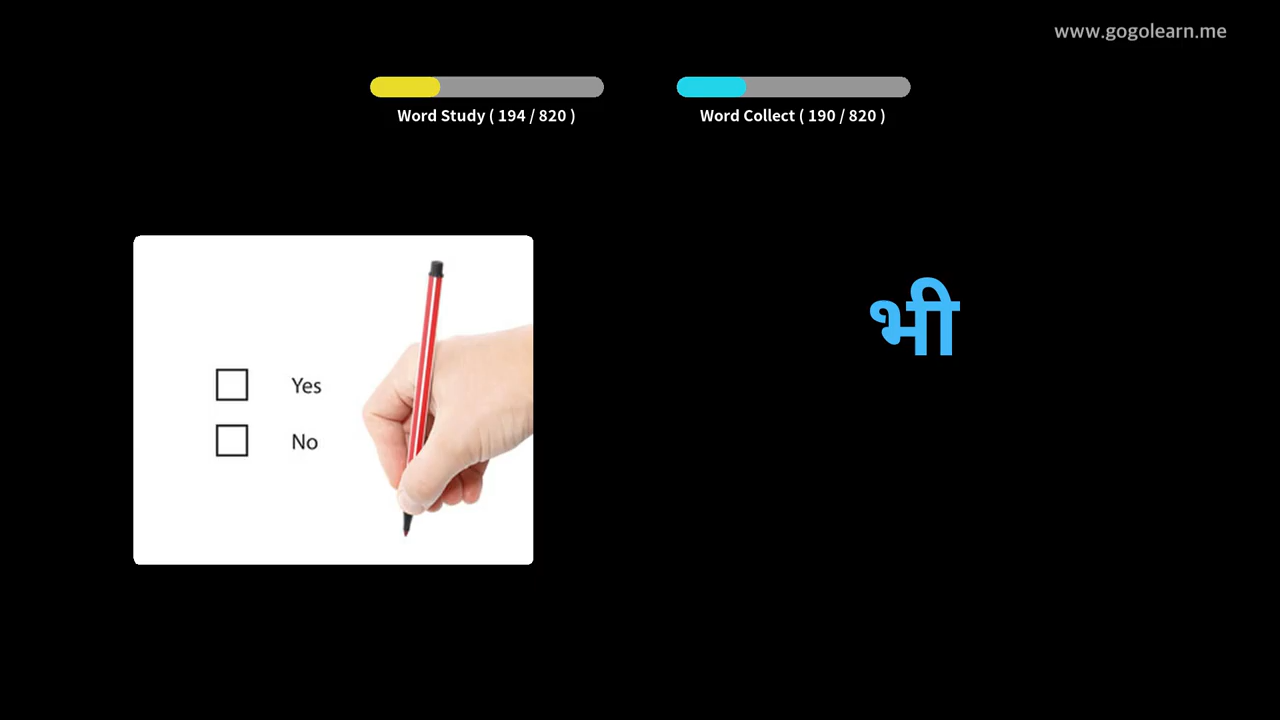 www.gogolearn.me
Word Study ( 194 / 820 )
Word Collect ( 190 / 820 )
Yes
No
भी